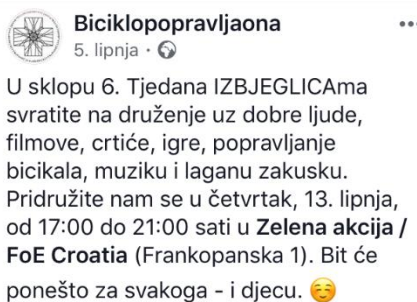 Biciklopopravljaona
5. lipnja ·
U sklopu 6. Tjedana IZBJEGLICAma
svratite na druženje uz dobre ljude,
filmove, crtiće, igre, popravljanje
bicikala, muziku i laganu zakusku.
Pridružite nam se u četvrtak, 13. lipnja,
od 17:00 do 21:00 sati u Zelena akcija /
FoE Croatia (Frankopanska 1). Bit će
ponešto za svakoga - i djecu. ☺️